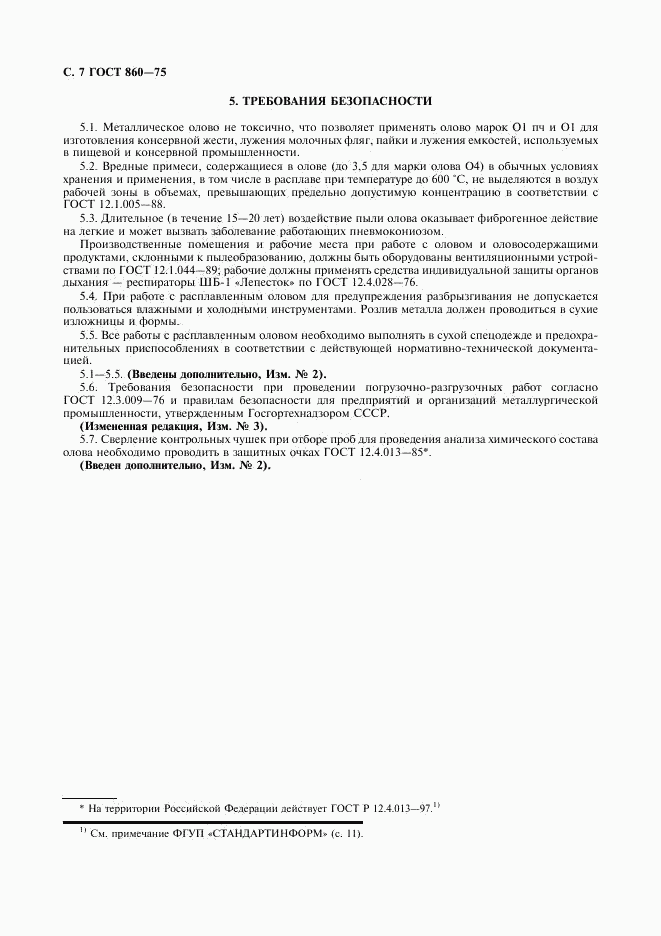 С. 7 ГОСТ 860—75
5. ТРЕБОВАНИЯ БЕЗОПАСНОСТИ
5.1. Металлическое олово не токсично, что позволяет применять олово марок О1 пч и О1 для
изготовления консервной жести, лужения молочных фляг, пайки и лужения емкостей, используемых
в пищевой и консервной промышленности.
5.2. Вредные примеси, содержащиеся в олове (до 3,5 для марки олова О4) в обычных условиях
хранения и применения, в том числе в расплаве при температуре до 600 °С, не выделяются в воздух
рабочей зоны в объемах, превышающих предельно допустимую концентрацию в соответствии с
ГОСТ 12.1.005—88.
5.3. Длительное (в течение 15—20 лет) воздействие пыли олова оказывает фиброгенное действие
на легкие и может вызвать заболевание работающих пневмокониозом.
Производственные помещения и рабочие места при работе с оловом и оловосодержащими
продуктами, склонными к пылеобразованию, должны быть оборудованы вентиляционными устрой-
ствами по ГОСТ 12.1.044—89; рабочие должны применять средства индивидуальной защиты органов
дыхания — респираторы ШБ-1 «Лепесток» по ГОСТ 12.4.028—76.
5.4. При работе с расплавленным оловом для предупреждения разбрызгивания не допускается
пользоваться влажными и холодными инструментами. Розлив металла должен проводиться в сухие
изложницы и формы.
5.5. Все работы с расплавленным оловом необходимо выполнять в сухой спецодежде и предохра-
нительных приспособлениях в соответствии с действующей нормативно-технической документа-
цией.
5.1—5.5. (Введены дополнительно, Изм. № 2).
5.6. Требования безопасности при проведении погрузочно-разгрузочных работ согласно
ГОСТ 12.3.009—76 и правилам безопасности для предприятий и организаций металлургической
промышленности, утвержденным Госгортехнадзором СССР.
(Измененная редакция, Изм. № 3).
5.7. Сверление контрольных чушек при отборе проб для проведения анализа химического состава
олова необходимо проводить в защитных очках ГОСТ 12.4.013—85*.
(Введен дополнительно, Изм. № 2).
* На территории Российской Федерации действует ГОСТ Р 12.4.013—97.1)
1) См. примечание ФГУП «СТАНДАРТИНФОРМ» (с. 11).